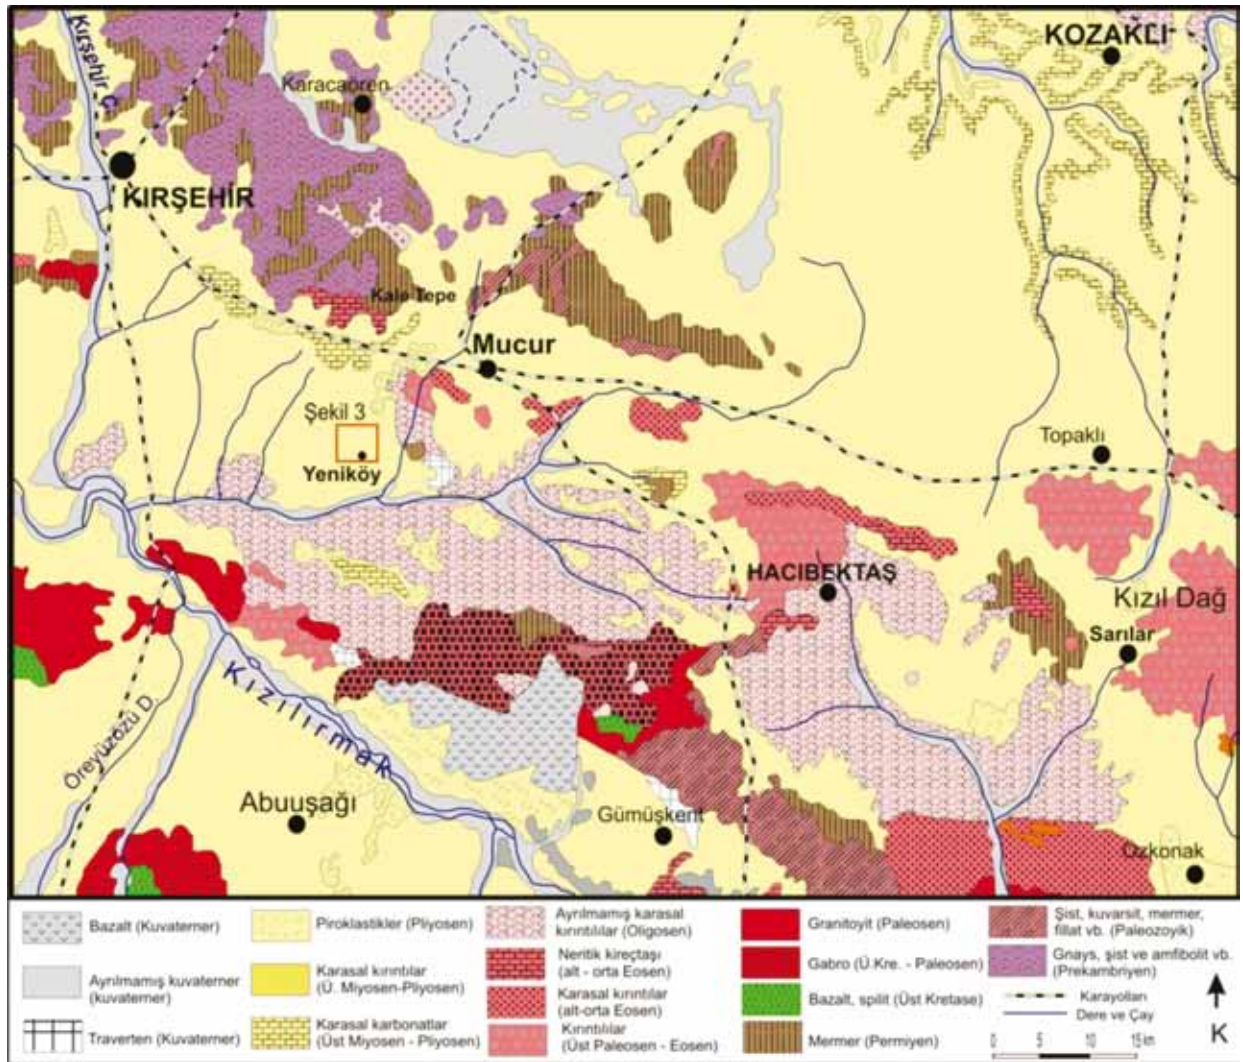 Kırşehir Ç.
Karacaören
KOZAKLI
KIRŞEHİR
Kale Tepe
Mucur
Şekil 3
Yeniköy
Topaklı
HACIBEKTAŞ
Kızıl Dağ
Sarılar
Kızılırmak
Öreyüzözü D.
Abuuşağı
Gümüşkent
Özkonak
Bazalt (Kuvaterner)
Ayrılmamış kuvaterner
(kuvaterner)
Traverten (Kuvaterner)
Piroklastikler (Pliyosen)
Karasal kırıntılar
(Ü. Miyosen-Pliyosen)
Karasal karbonatlar
(Üst Miyosen - Pliyosen)
Ayrılmamış karasal
kırıntılılar (Oligosen)
Neritik kireçtaşı
(alt - orta Eosen)
Karasal kırıntılar
(alt-orta Eosen)
Kırıntılılar
(Üst Paleosen - Eosen)
Granitoyit (Paleosen)
Gabro (Ü.Kre. - Paleosen)
Bazalt, spilit (Üst Kretase)
Mermer (Permiyen)
Şist, kuvarsit, mermer,
fillat vb. (Paleozoyik)
Gnays, şist ve amfibolit vb.
(Prekambriyen)
Karayolları
Dere ve Çay
0 5 10 15 km
K